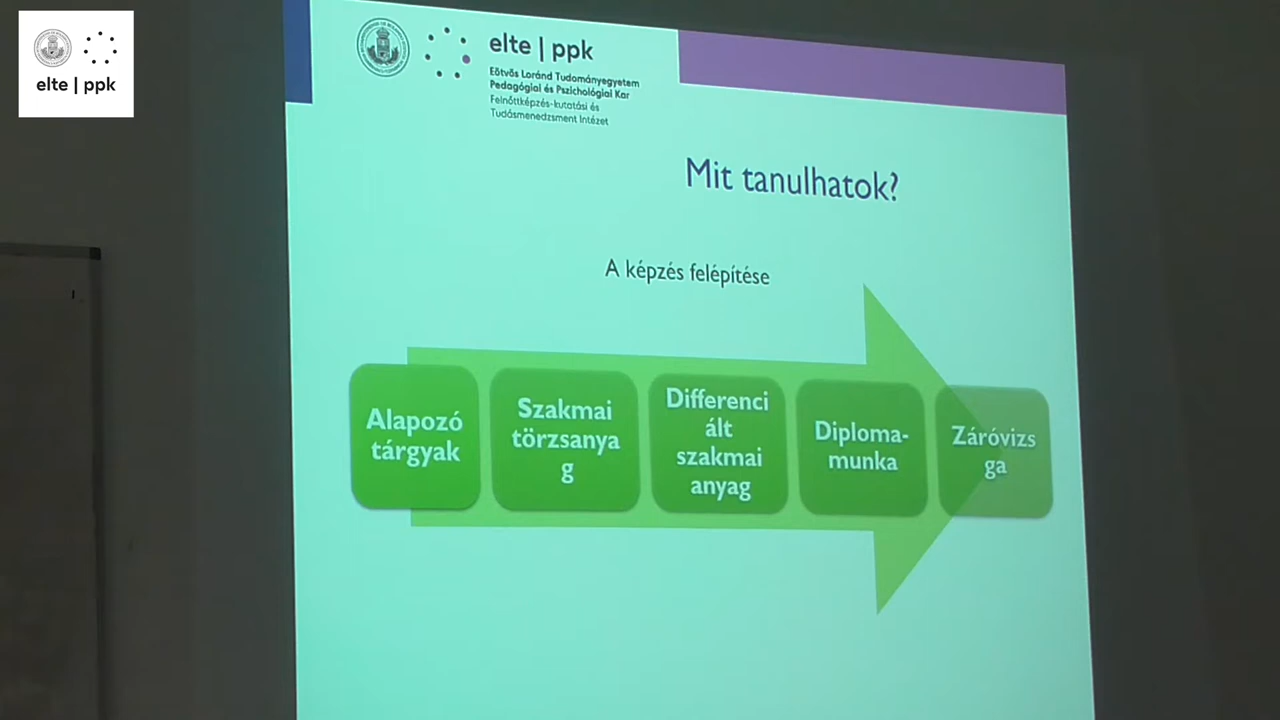 elte | ppk
elte | ppk
Eötvös Loránd Tudományegyetem
Pedagógiai és Pszichológiai Kar
Felnőttképzés-kutatási és
Tudásmenedzsment Intézet
Mit tanulhatok?
A képzés felépítése
Alapozó
tárgyak
Szakmai
törzsanya
g
Differenci
ált
szakmai
anyag
Diploma-
munka
Záróvizs
ga